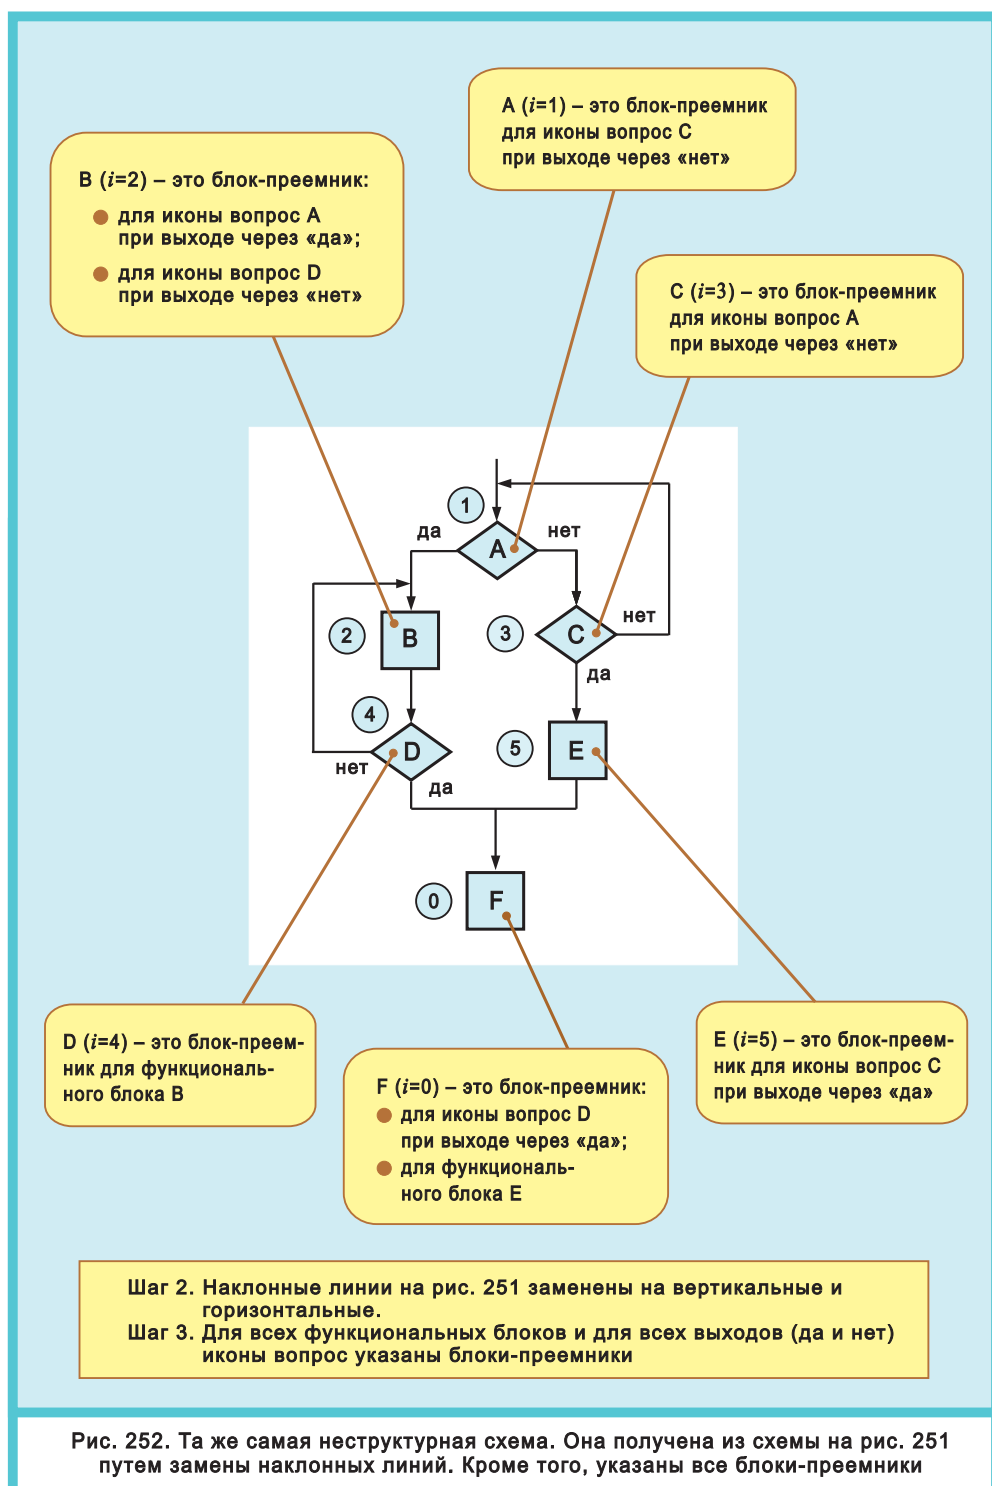 A (i=1) – это блок-преемник
для иконы вопрос C
при выходе через «нет»
B (i=2) – это блок-преемник:
для иконы вопрос A
при выходе через «да»;
для иконы вопрос D
при выходе через «нет»
C (i=3) – это блок-преемник
для иконы вопрос A
при выходе через «нет»
1
да
нет
A
2
B
3
C
нет
да
4
D
нет
да
5
E
0
F
D (i=4) – это блок-преем-
ник для функциональ-
ного блока B
F (i=0) – это блок-преемник:
для иконы вопрос D
при выходе через «да»;
для функциональ-
ного блока E
E (i=5) – это блок-преем-
ник для иконы вопрос C
при выходе через «да»
Шаг 2. Наклонные линии на рис. 251 заменены на вертикальные и
горизонтальные.
Шаг 3. Для всех функциональных блоков и для всех выходов (да и нет)
иконы вопрос указаны блоки-преемники
Рис. 252. Та же самая неструктурная схема. Она получена из схемы на рис. 251
путем замены наклонных линий. Кроме того, указаны все блоки-преемники